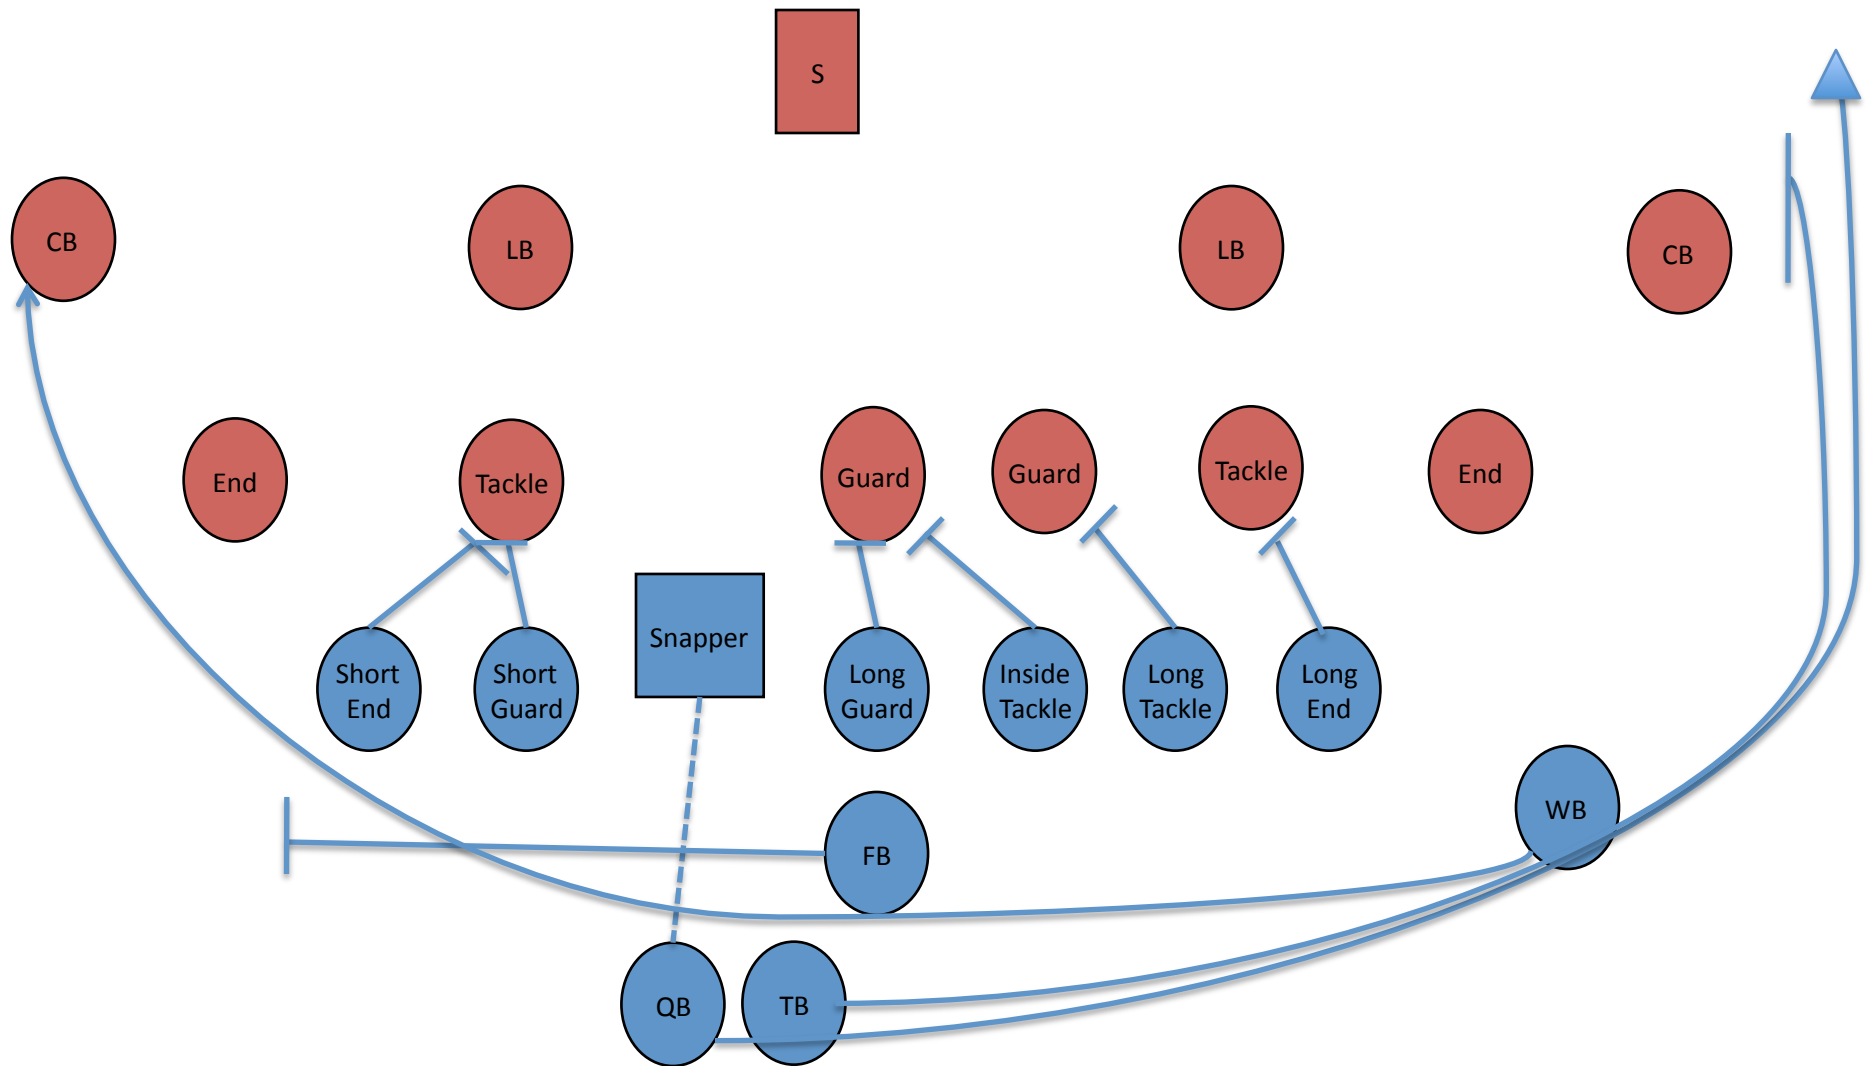 S
CB
LB
LB
CB
End
Tackle
Guard
Guard
Tackle
End
Snapper
Short
End
Short
Guard
Long
Guard
Inside
Tackle
Long
Tackle
Long
End
WB
FB
QB
TB